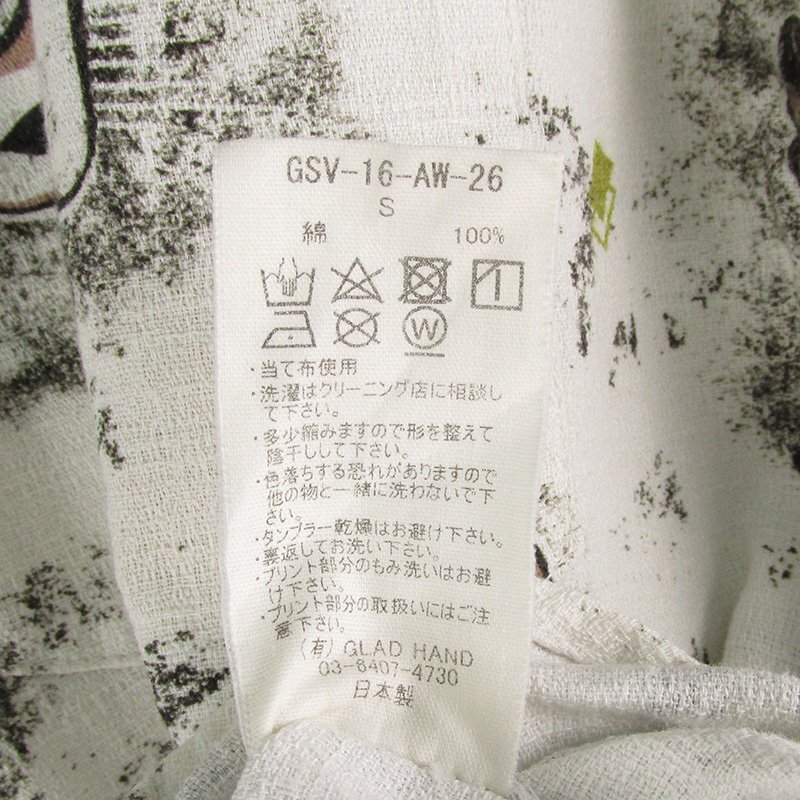 GSV-16-AW-26
S
綿 100%
W
・当て布使用
・洗濯はクリーニング店に相談し
て下さい。
・多少縮みますので形を整えて
陰干しして下さい。
・色落ちする恐れがありますので
他の物と一緒に洗わないで下
さい。
・タンブラー乾燥はお避け下さい。
・裏返してお洗い下さい。
・プリント部分のもみ洗いはお避
け下さい。
・プリント部分の取扱いにはご注
意下さい。
(有) GLAD HAND
03-6407-4730
日本製